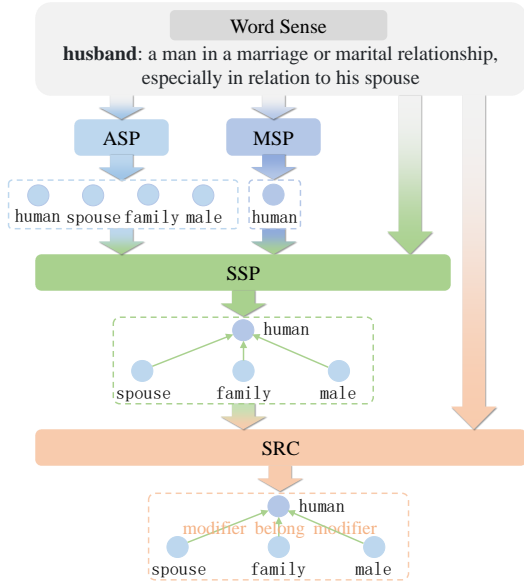 Word Sense
husband: a man in a marriage or marital relationship,
especially in relation to his spouse
ASP MSP
human spouse family male human
SSP
human
spouse family male
SRC
human
modifier belong modifier
spouse family male